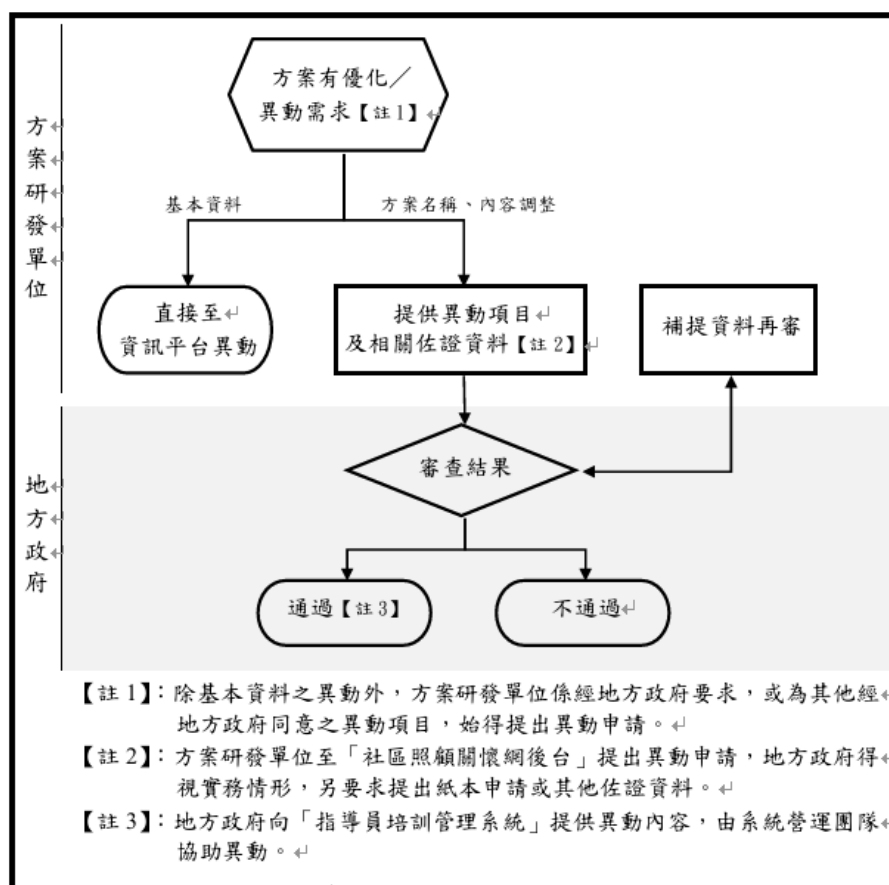 方案研發單位
方案有優化／
異動需求【註1】
基本資料
方案名稱、內容調整
直接至
資訊平台異動
提供異動項目
及相關佐證資料【註2】
補提資料再審
地方政府
審查結果
通過【註3】
不通過
【註1】：除基本資料之異動外，方案研發單位係經地方政府要求，或為其他經
地方政府同意之異動項目，始得提出異動申請。
【註2】：方案研發單位至「社區照顧關懷網後台」提出異動申請，地方政府得
視實務情形，另要求提出紙本申請或其他佐證資料。
【註3】：地方政府向「指導員培訓管理系統」提供異動內容，由系統營運團隊
協助異動。